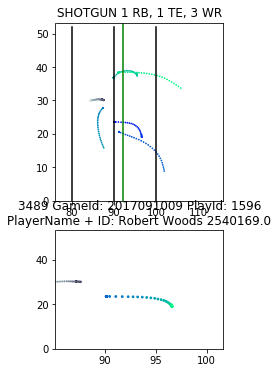 SHOTGUN 1 RB, 1 TE, 3 WR
50
40
30
20
10
0
80 90 100 110
3489 GameId: 2017091009 PlayId: 1596
PlayerName + ID: Robert Woods 2540169.0
40
20
0
90 95 100